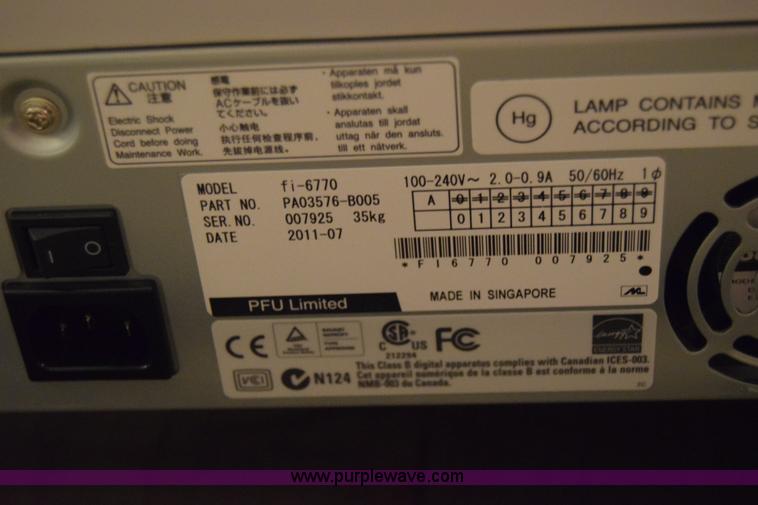 CAUTION
注意
Electric Shock
Disconnect Power
Cord before doing
Maintenance Work.
感電
保守作業前には必ず
ACケーブルを抜い
てください。
小心触电
执行任何检查程序前,
先拔掉电源线。
· Apparaten må kun
tilkoples jordet
stikkontakt.
· Apparaten skall
anslutas till jordat
uttag när den ansluts
till ett nätverk.
Hg
LAMP CONTAINS
ACCORDING TO
MODEL fi-6770
PART NO. PA03576-B005
SER.NO. 007925 35kg
DATE 2011-07
100-240V~ 2.0-0.9A 50/60Hz 1φ
A 0 1 2 3 4 5 6 7 8 9
0 1 2 3 4 5 6 7 8 9
*FI6770 007925*
PFU Limited
MADE IN SINGAPORE
CE
C US
212294
FC
VCI
N124
This Class B digital apparatus complies with Canadian ICES-003.
Cet appareil numérique de la classe B est conforme à la norme
NMB-003 du Canada.
I O
www.purplewave.com